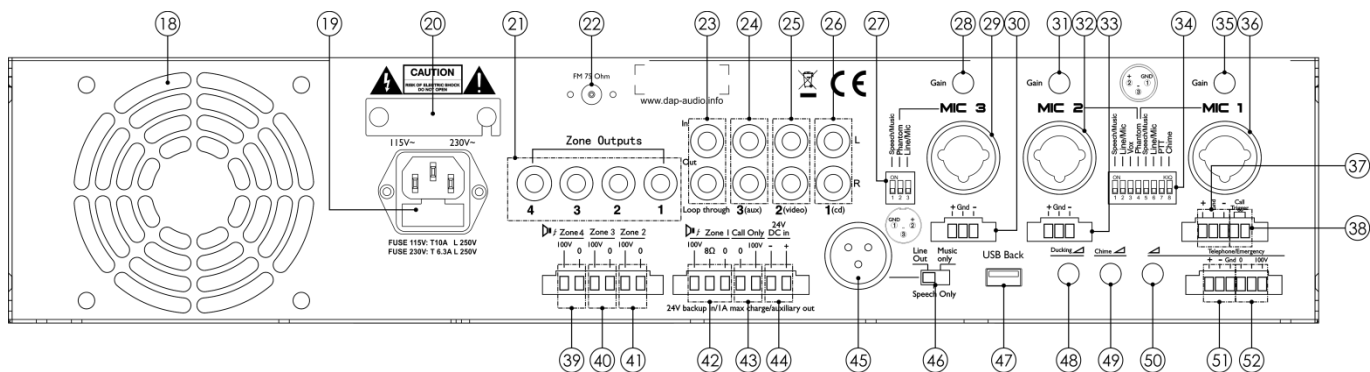 18 19 20 21 22 23 24 25 26 27 28 29 30 31 32 33 34 35 36
CAUTION
RISK OF ELECTRIC SHOCK
DO NOT OPEN
115V~ 230V~
FUSE 115V: T10A L 250V
FUSE 230V: T 6.3A L 250V
FM 75 Ohm
www.dap-audio.info
CE
Zone Outputs
4 3 2 1
In
Out
L
R
Loop through
3(aux)
2(video)
1(cd)
Zone 4 Zone 3 Zone 2
100V 0 100V 0 100V 0
Zone 1 Call Only
24V
DC in
100V 8Ω 0 0 100V - +
24V backup in/1A max charge/auxiliary out
Gain
MIC 3
Speech/Music
Phantom
Line/Mic
ON
1 2 3
GND
1 2 3
+ Gnd -
Line
Out
Music
only
Speech Only
USB Back
Gain
MIC 2
+ GND
2 1
-
3
+ Gnd -
Speech/Music
Line/Mic
Vox
Phantom
Speech/Music
Line/Mic
PTT
Chime
ON
1 2 3 4 5 6 7 8
Gain
MIC 1
+ Gnd -
Call
Trigger
Ducking
Chime
Telephone/Emergency
+ - Gnd 0 100V
37
38
39 40 41 42 43 44 45 46 47 48 49 50 51 52